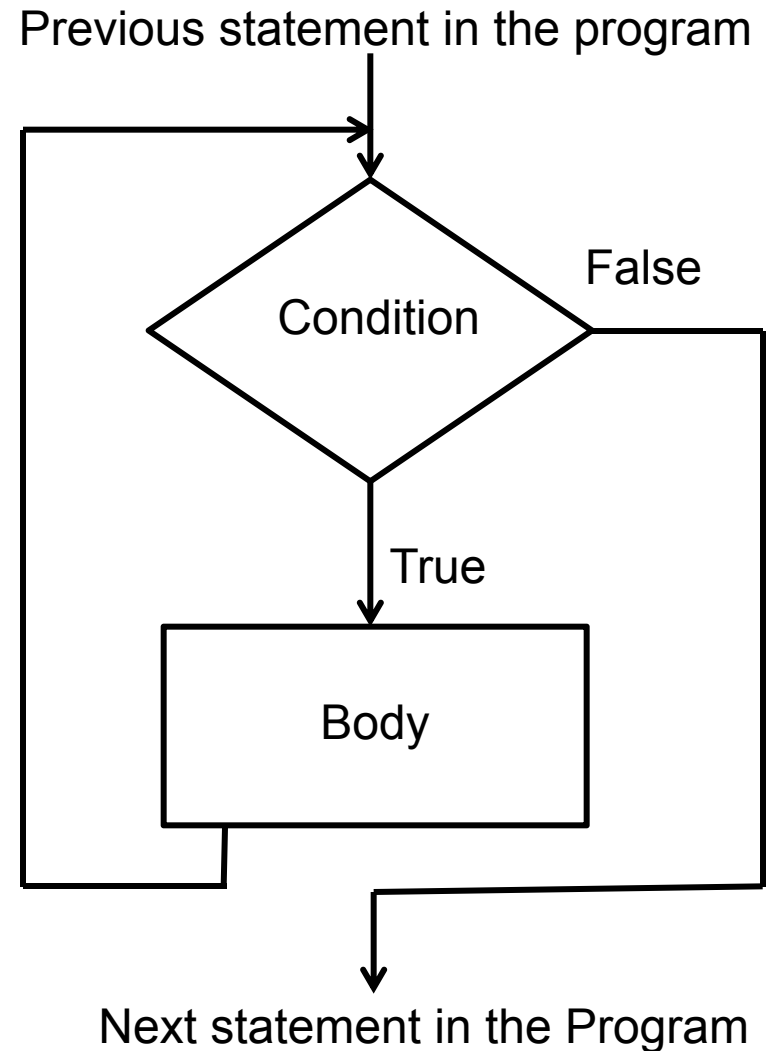 Previous statement in the program
False
Condition
True
Body
Next statement in the Program